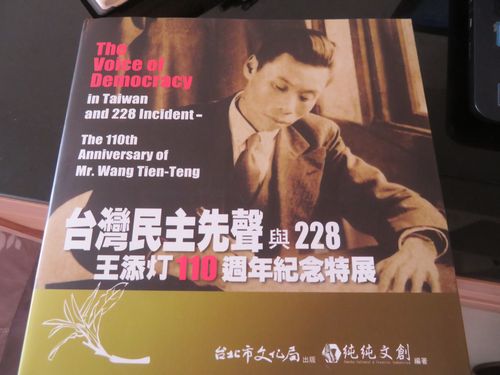 The
Voice of
Democracy
in Taiwan
and 228 Incident –
The 110th
Anniversary of
Mr. Wang Tien-Teng
台灣民主先聲與228
王添灯110週年紀念特展
台北市文化局 出版 純純文創 編著